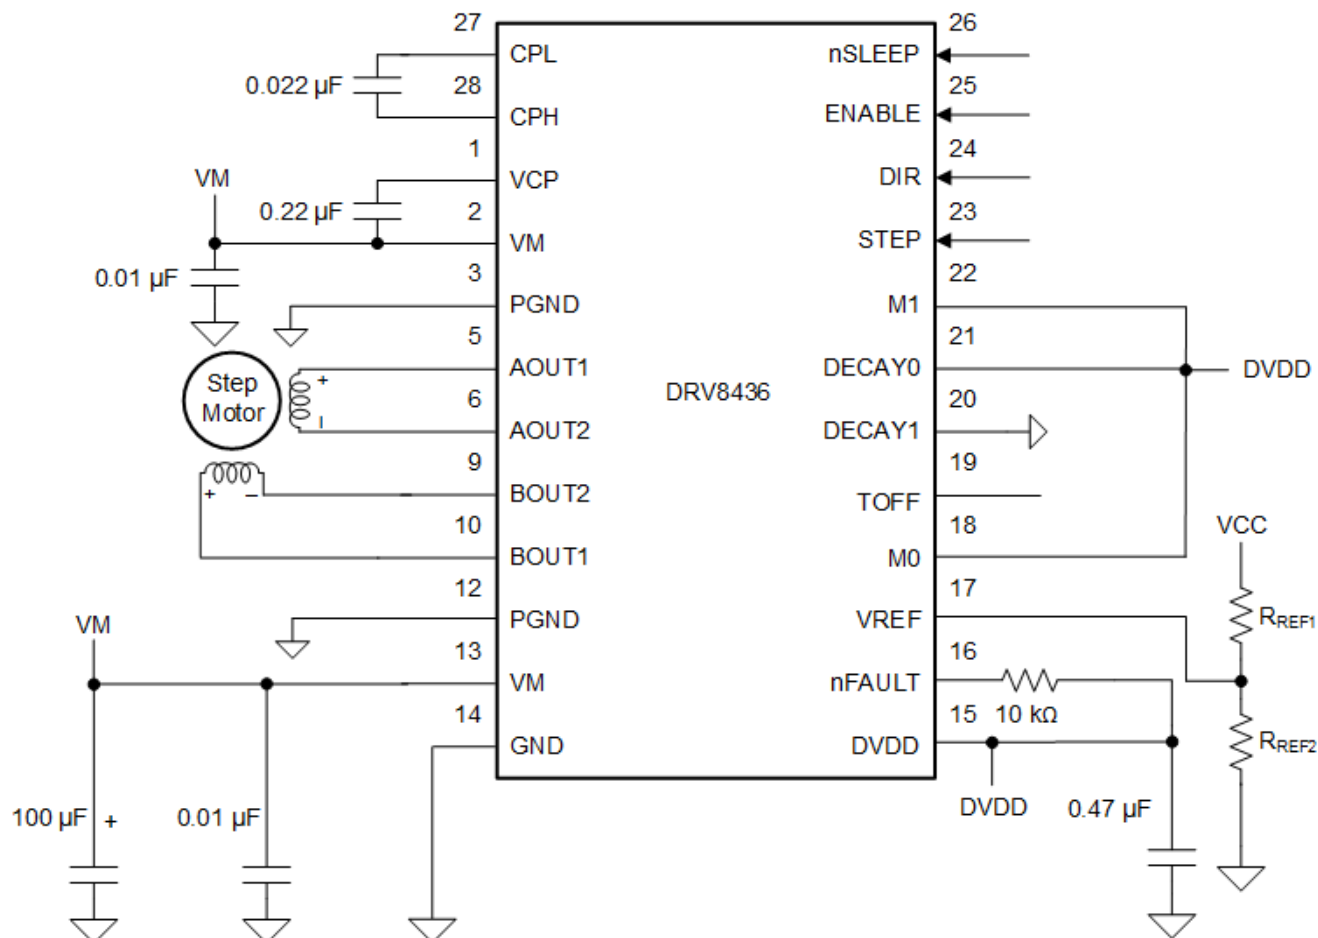 27
CPL
0.022 µF
28
CPH
1
VM
VCP
0.22 µF
2
VM
0.01 µF
3
PGND
5
Step
Motor
+
–
AOUT1
6
AOUT2
9
+
–
BOUT2
10
BOUT1
12
PGND
VM
13
VM
14
GND
100 µF
+
0.01 µF
DRV8436
26
nSLEEP
25
ENABLE
24
DIR
23
STEP
22
M1
21
DECAY0
DVDD
20
DECAY1
19
TOFF
18
M0
VCC
17
VREF
RREF1
16
nFAULT
10 kΩ
15
DVDD
RREF2
DVDD
0.47 µF